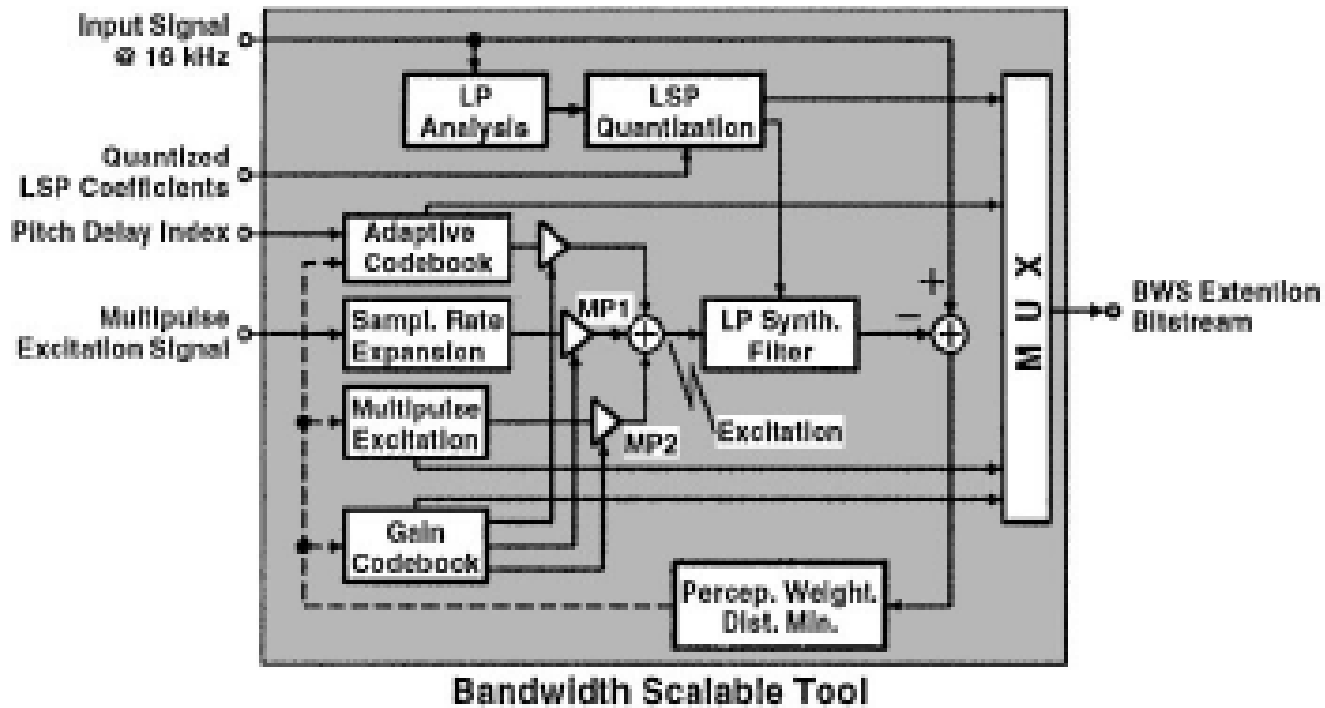 Input Signal
@ 16 kHz
LP
Analysis
LSP
Quantization
Quantized
LSP Coefficients
Pitch Delay Index
Adaptive
Codebook
Multipulse
Excitation Signal
Sampl. Rate
Expansion
MP1
LP Synth.
Filter
+
−
MUX
BWS Extention
Bitstream
Multipulse
Excitation
MP2
Excitation
Gain
Codebook
Percep. Weight.
Dist. Min.
Bandwidth Scalable Tool